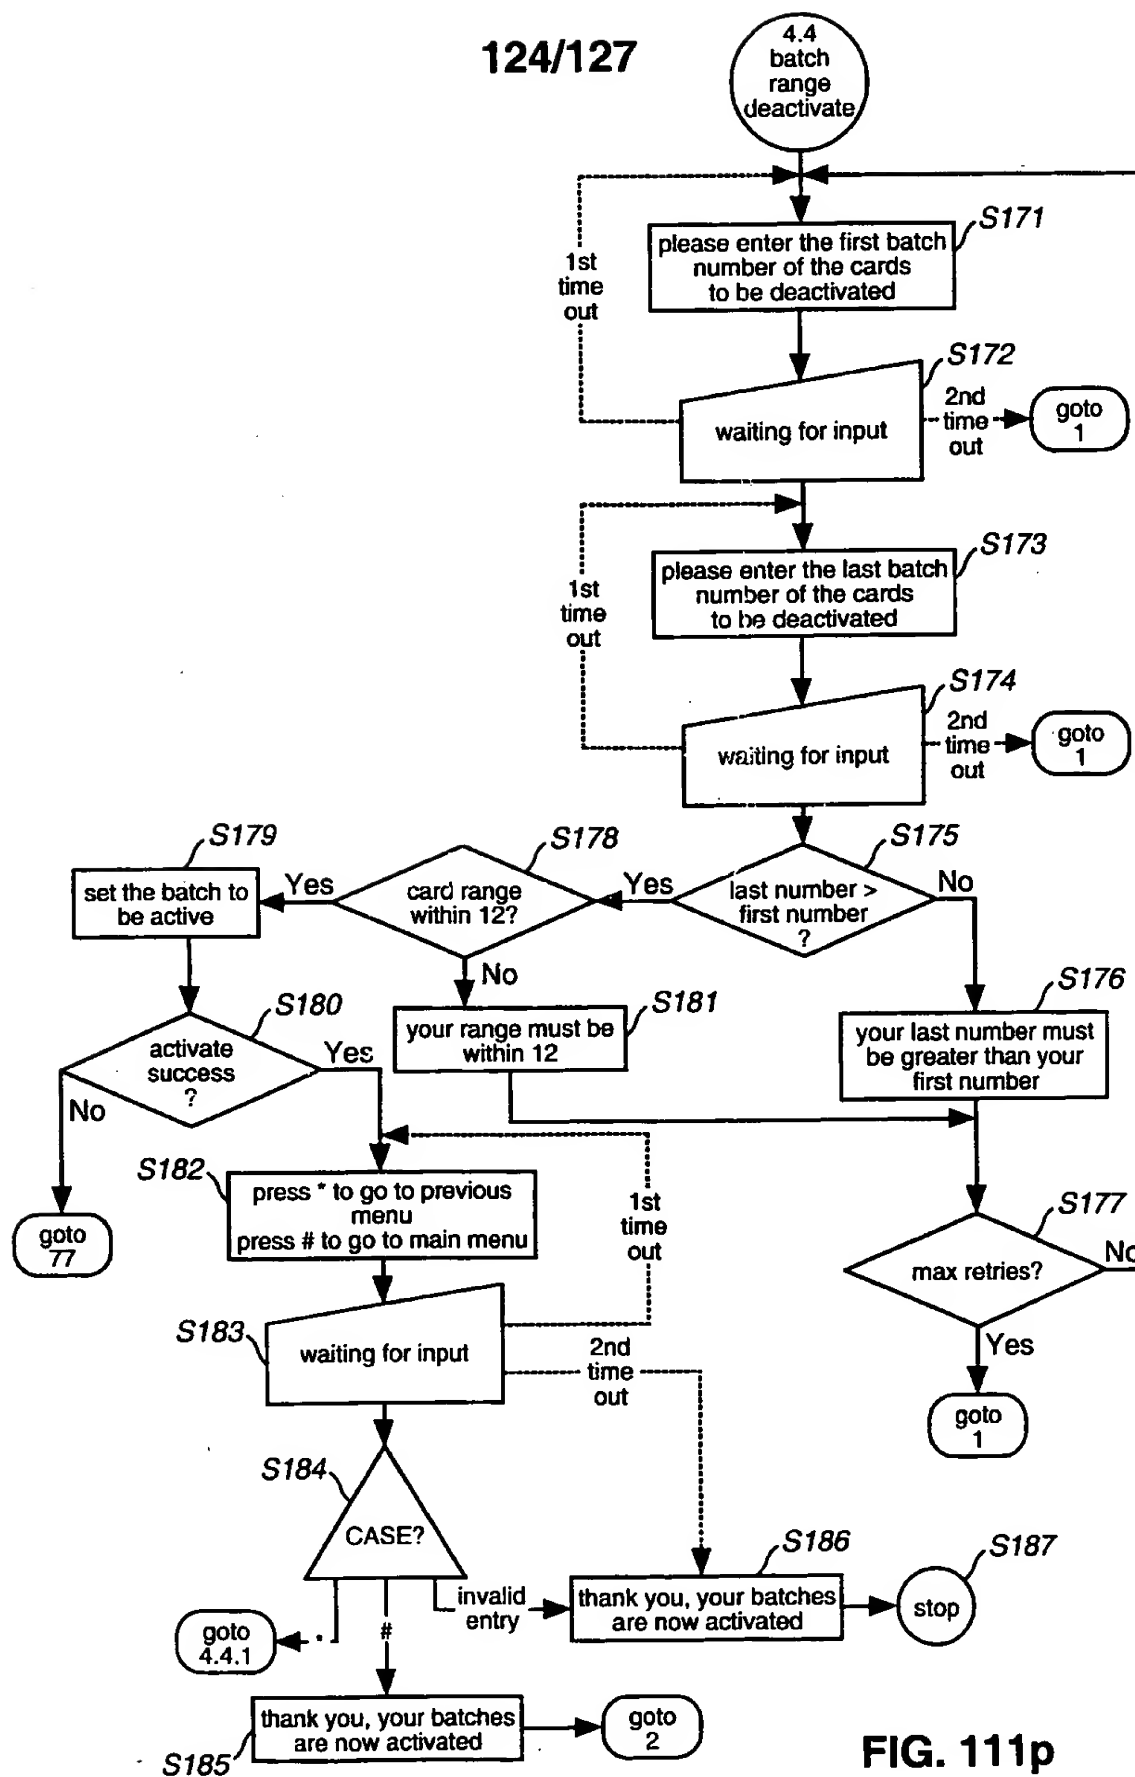 124/127
4.4
batch
range
deactivate
S171
please enter the first batch
number of the cards
to be deactivated
1st
time
out
S172
waiting for input
2nd
time
out
goto
1
S173
please enter the last batch
number of the cards
to be deactivated
1st
time
out
S174
waiting for input
2nd
time
out
goto
1
S175
last number >
first number
?
Yes
No
S178
card range
within 12?
Yes
No
S179
set the batch to
be active
S180
activate
success
?
Yes
No
S181
your range must be
within 12
S176
your last number must
be greater than your
first number
S182
press * to go to previous
menu
press # to go to main menu
1st
time
out
goto
77
S177
max retries?
No
Yes
goto
1
S183
waiting for input
2nd
time
out
S184
CASE?
invalid
entry
S186
thank you, your batches
are now activated
S187
stop
goto
4.4.1
*
#
S185
thank you, your batches
are now activated
goto
2
FIG. 111p